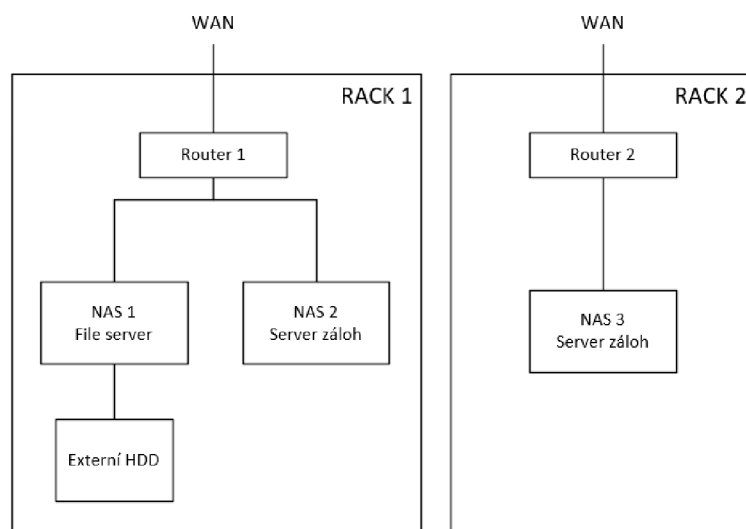 WAN
RACK 1
Router 1
NAS 1
File server
NAS 2
Server záloh
Externí HDD
WAN
RACK 2
Router 2
NAS 3
Server záloh